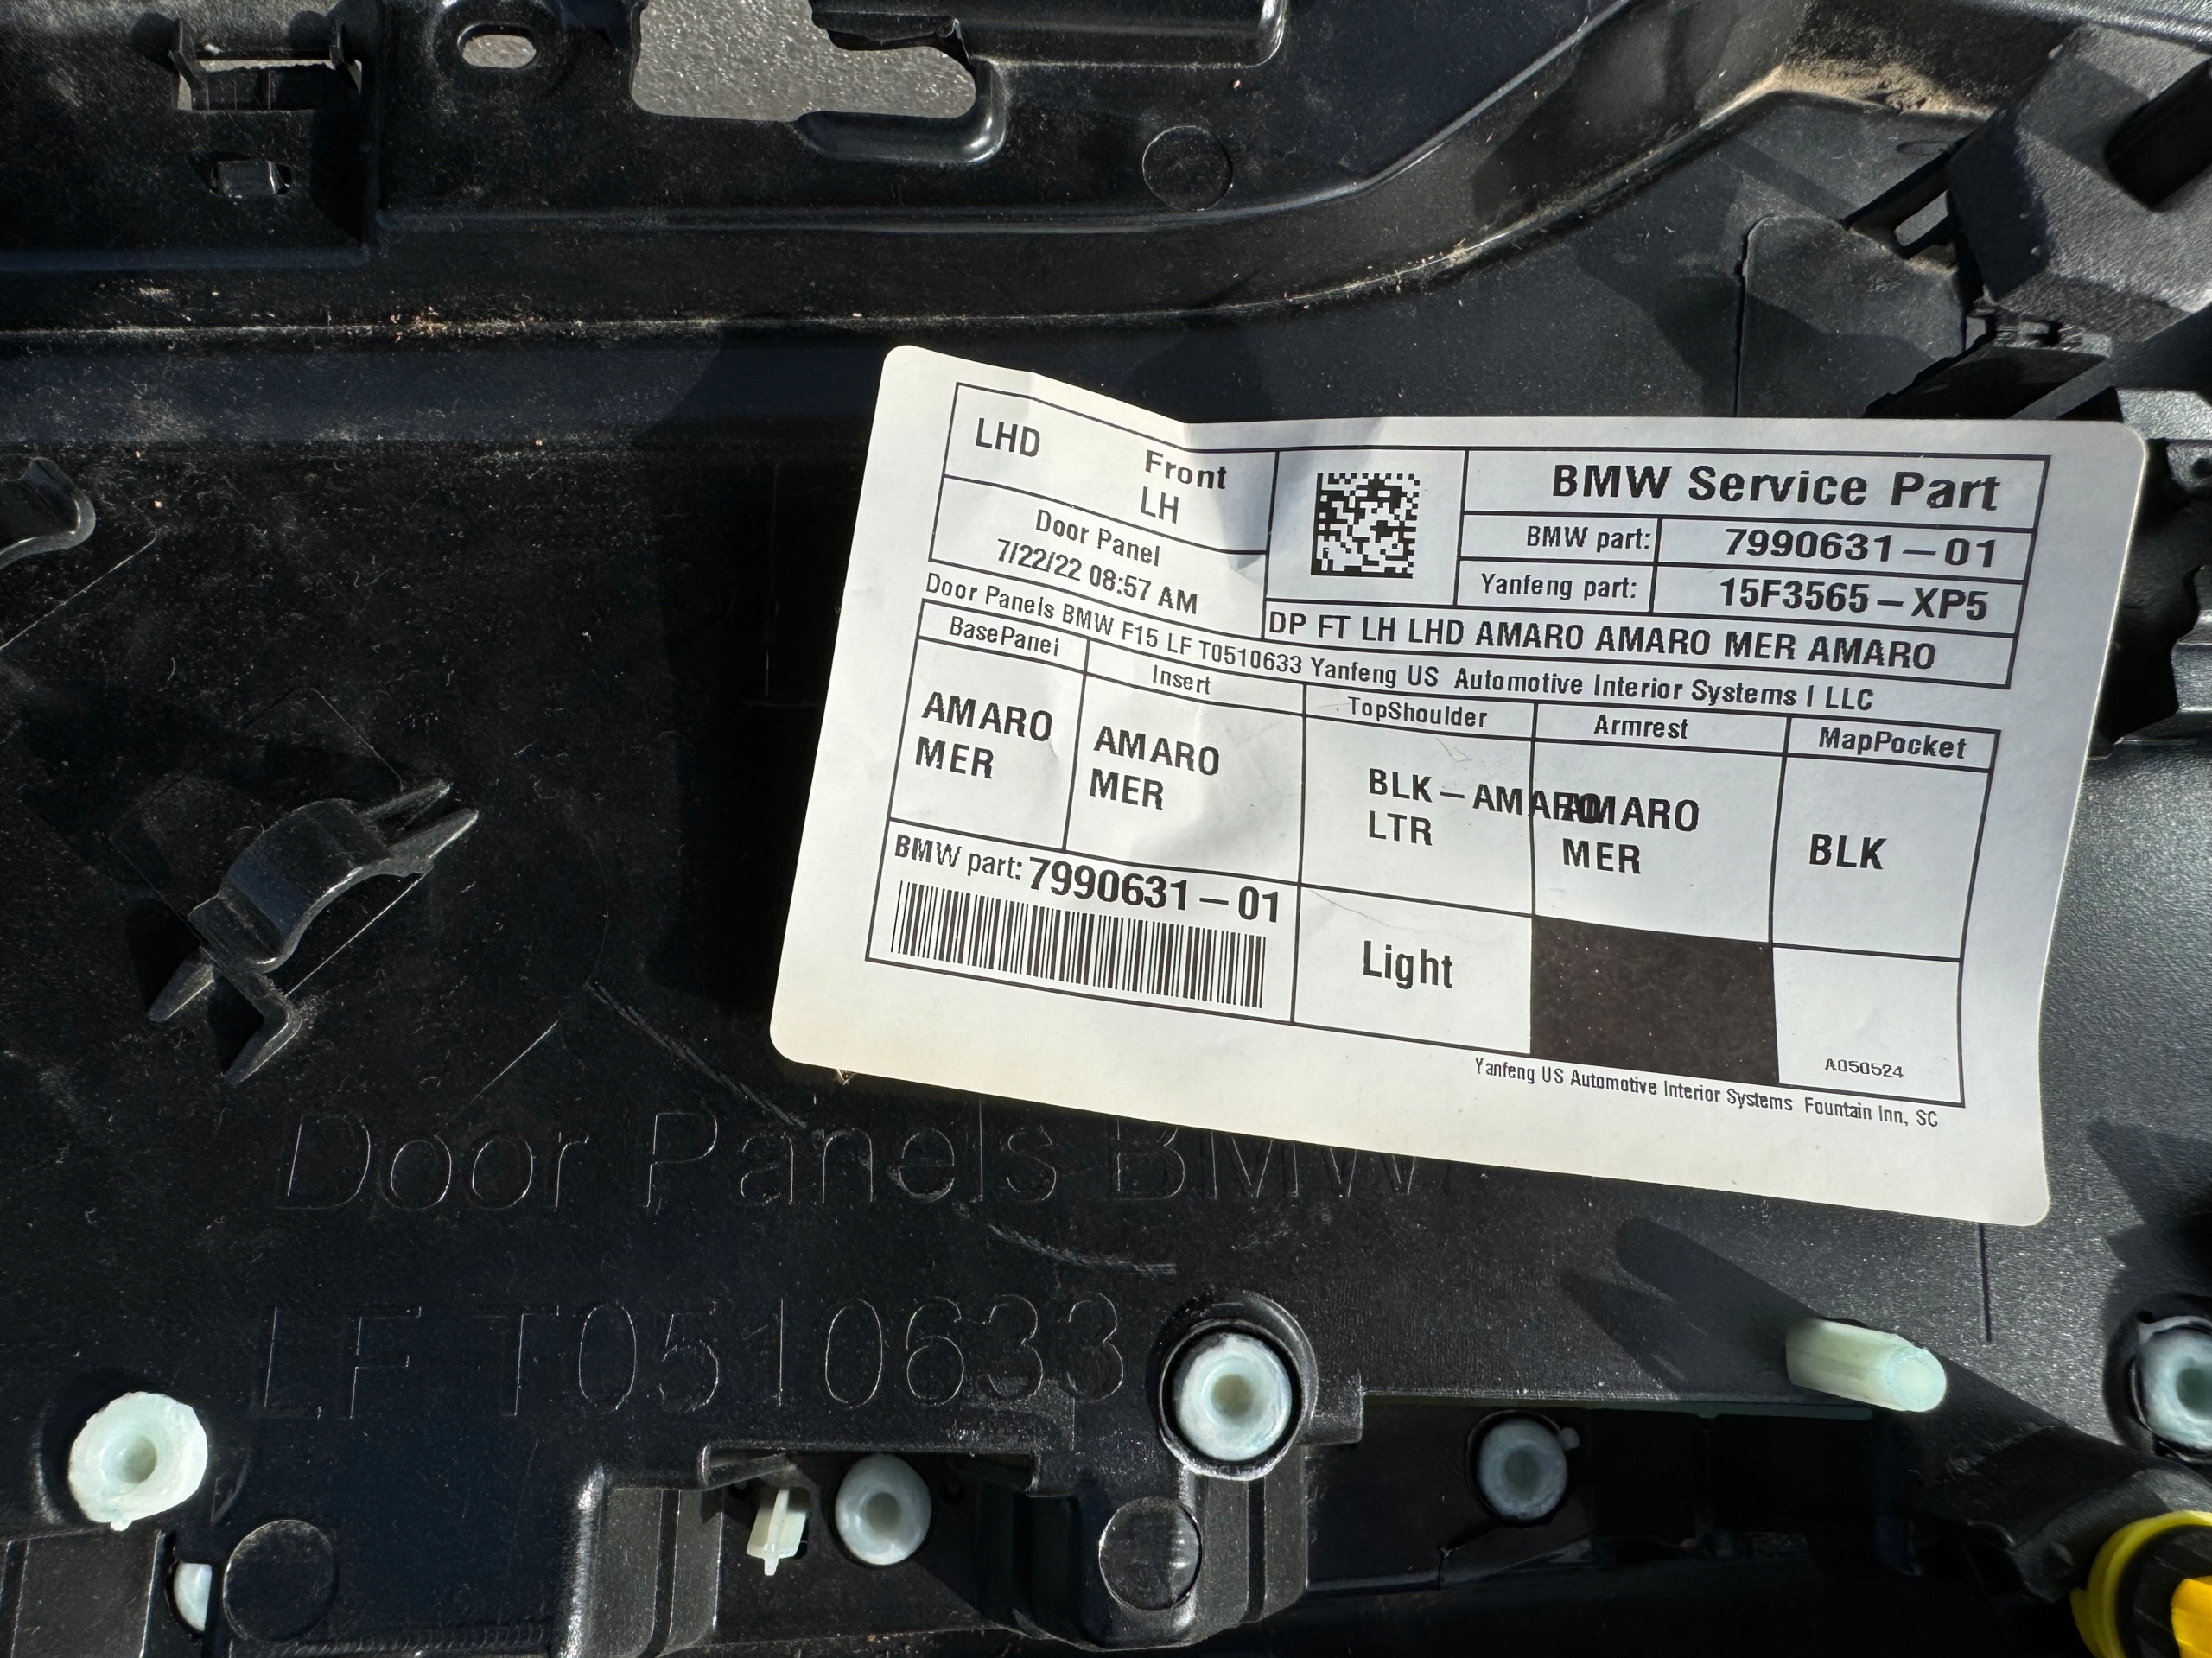 LHD
Front
LH
Door Panel
7/22/22 08:57 AM
BMW Service Part
BMW part: 7990631-01
Yanfeng part: 15F3565-XP5
DP FT LH LHD AMARO AMARO MER AMARO
Door Panels BMW F15 LF T0510633 Yanfeng US Automotive Interior Systems I LLC
BasePanel Insert TopShoulder Armrest MapPocket
AMARO
MER
AMARO
MER
BLK-AMARO
LTR
AMARO
MER
BLK
BMW part: 7990631-01
Light
A050524
Yanfeng US Automotive Interior Systems Fountain Inn, SC
Door Panels BMW
LF T0510633